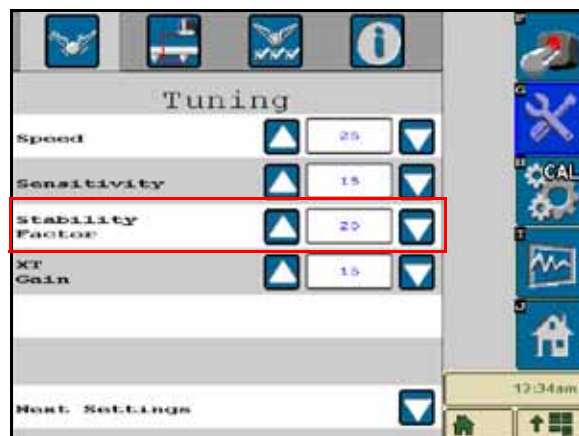 Tuning
Speed
25
Sensitivity
15
Stability
Factor
20
XT
Gain
15
CAL
Next Settings
12:34am